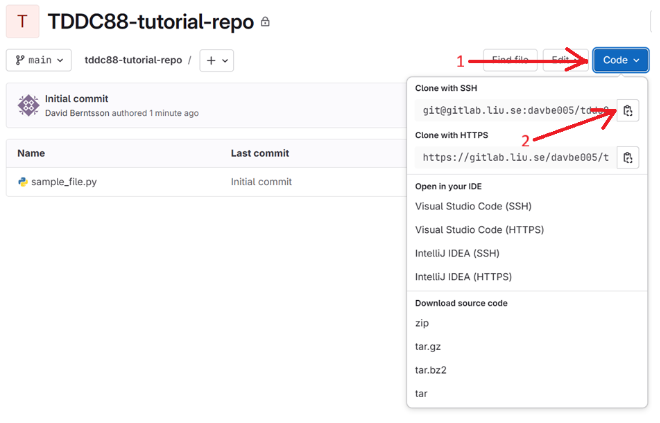 T
TDDC88-tutorial-repo
main
tddc88-tutorial-repo /
+
1
Find file
Edit
Code
Initial commit
David Berntsson authored 1 minute ago
Name
Last commit
sample_file.py
Initial commit
Clone with SSH
git@gitlab.liu.se:davbe005/tddc8
2
Clone with HTTPS
https://gitlab.liu.se/davbe005/t
Open in your IDE
Visual Studio Code (SSH)
Visual Studio Code (HTTPS)
IntelliJ IDEA (SSH)
IntelliJ IDEA (HTTPS)
Download source code
zip
tar.gz
tar.bz2
tar